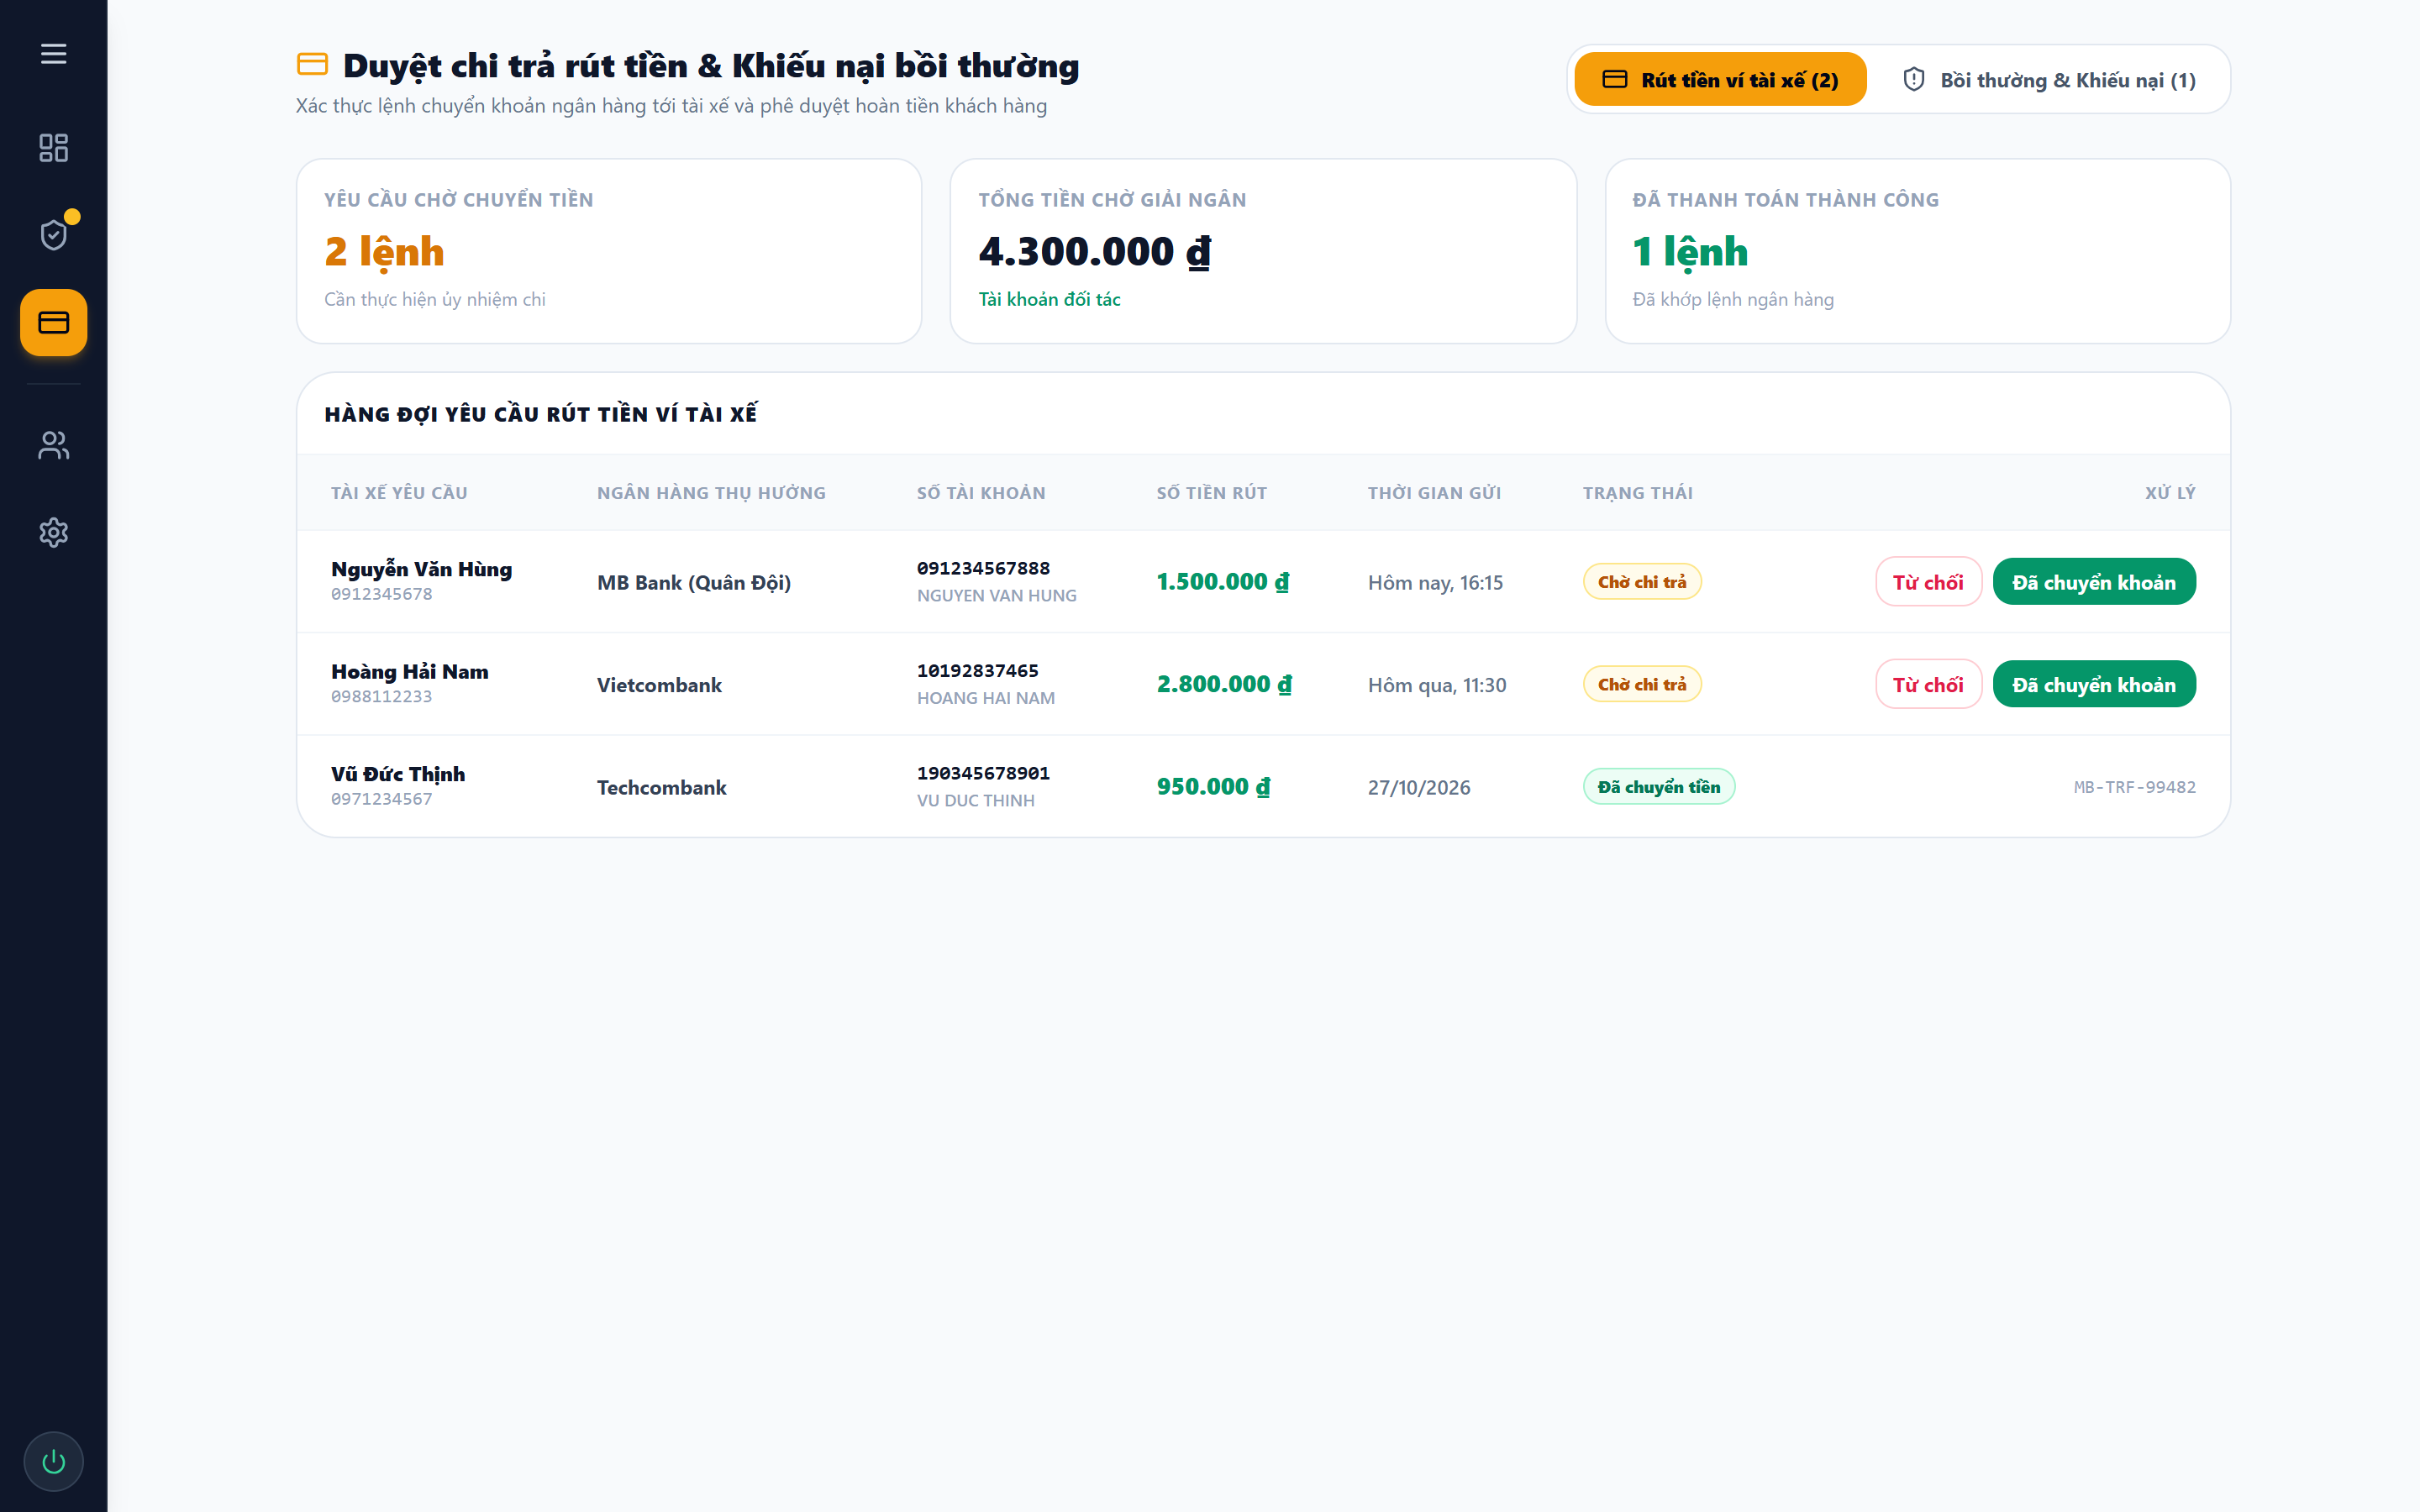 Duyệt chi trả rút tiền & Khiếu nại bồi thường
Xác thực lệnh chuyển khoản ngân hàng tới tài xế và phê duyệt hoàn tiền khách hàng
Rút tiền ví tài xế (2)
Bồi thường & Khiếu nại (1)
YÊU CẦU CHỜ CHUYỂN TIỀN
2 lệnh
Cần thực hiện ủy nhiệm chi
TỔNG TIỀN CHỜ GIẢI NGÂN
4.300.000 ₫
Tài khoản đối tác
ĐÃ THANH TOÁN THÀNH CÔNG
1 lệnh
Đã khớp lệnh ngân hàng
HÀNG ĐỢI YÊU CẦU RÚT TIỀN VÍ TÀI XẾ
TÀI XẾ YÊU CẦU NGÂN HÀNG THỤ HƯỞNG SỐ TÀI KHOẢN SỐ TIỀN RÚT THỜI GIAN GỬI TRẠNG THÁI XỬ LÝ
Nguyễn Văn Hùng
0912345678
MB Bank (Quân Đội)
091234567888
NGUYEN VAN HUNG
1.500.000 ₫
Hôm nay, 16:15
Chờ chi trả
Từ chối
Đã chuyển khoản
Hoàng Hải Nam
0988112233
Vietcombank
10192837465
HOANG HAI NAM
2.800.000 ₫
Hôm qua, 11:30
Chờ chi trả
Từ chối
Đã chuyển khoản
Vũ Đức Thịnh
0971234567
Techcombank
190345678901
VU DUC THINH
950.000 ₫
27/10/2026
Đã chuyển tiền
MB-TRF-99482